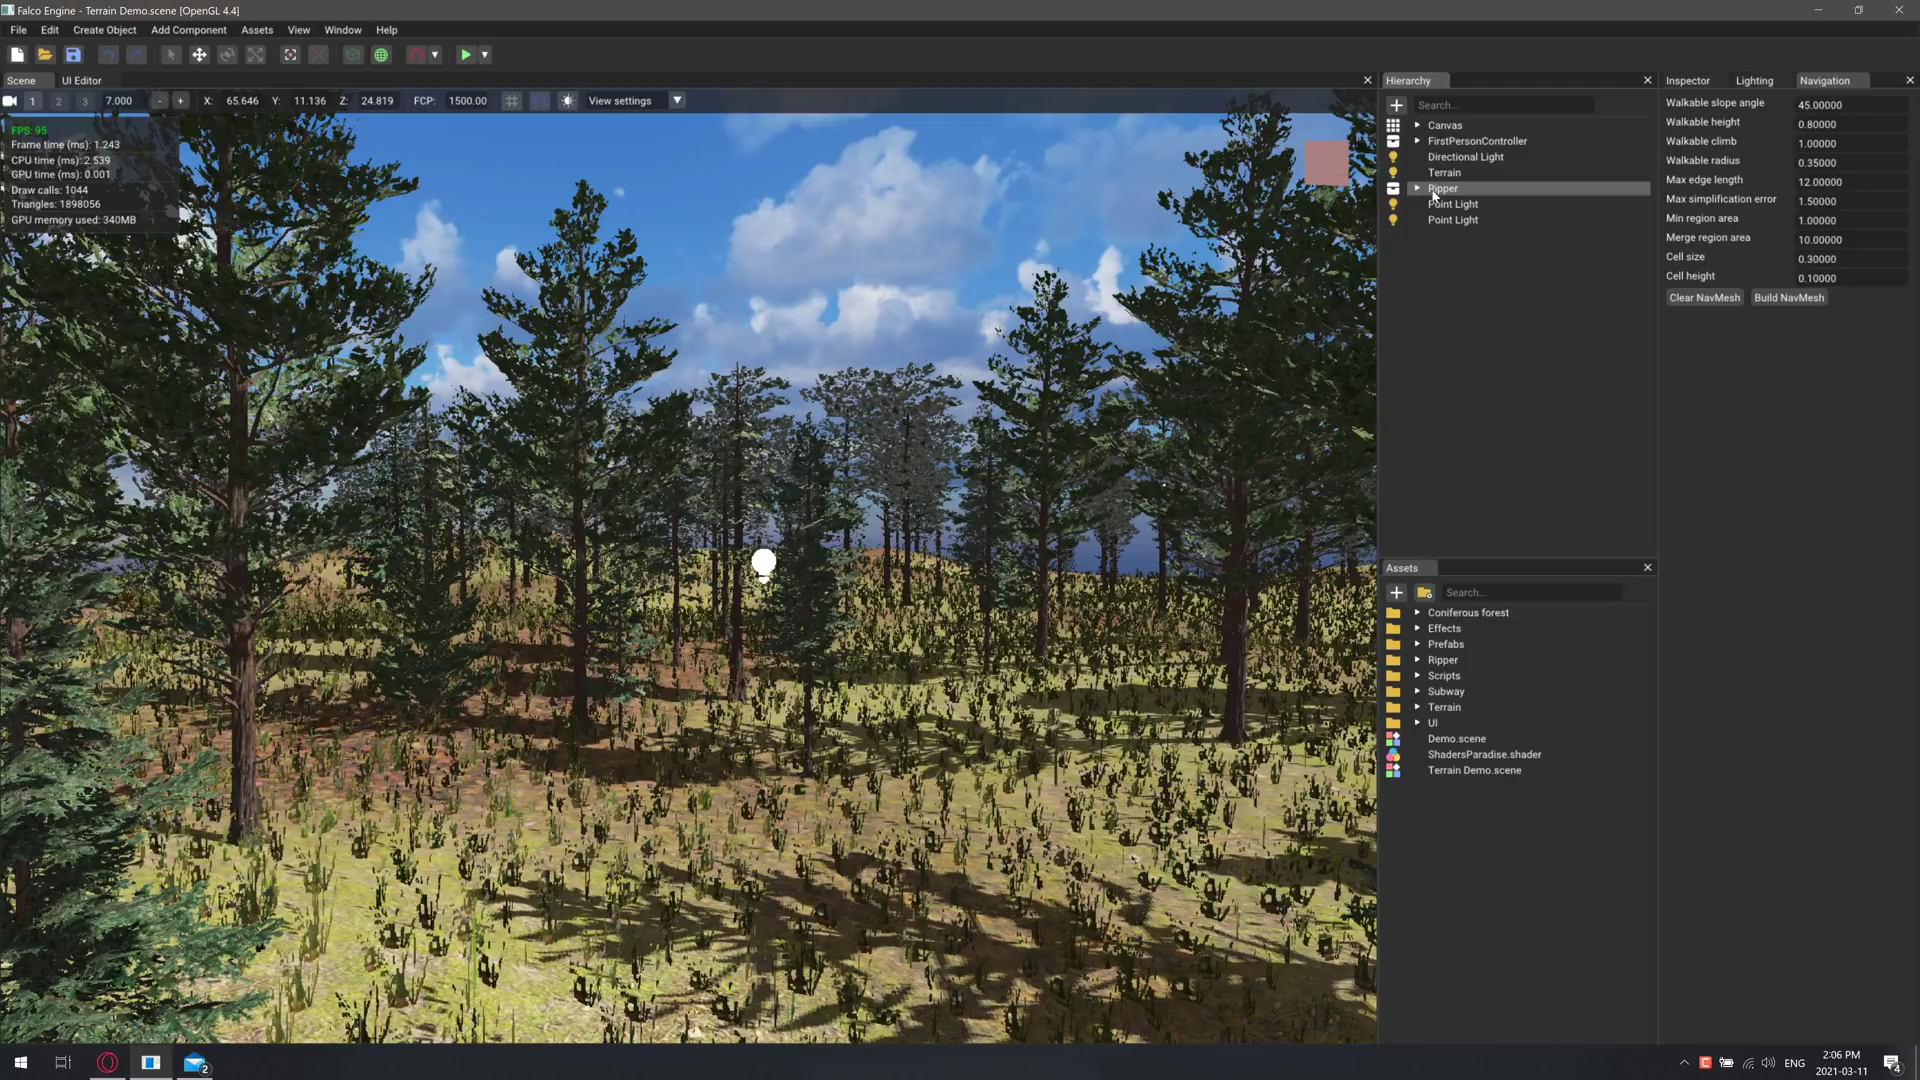 Falco Engine - Terrain Demo.scene [OpenGL 4.4]
File Edit Create Object Add Component Assets View Window Help
Scene UI Editor
1 2 3 7.000 - + X: 65.646 Y: 11.136 Z: 24.819 FCP: 1500.00 View settings
FPS: 95
Frame time (ms): 1.243
CPU time (ms): 2.539
GPU time (ms): 0.001
Draw calls: 1044
Triangles: 1898056
GPU memory used: 340MB
Hierarchy
Search...
Canvas
FirstPersonController
Directional Light
Terrain
Ripper
Point Light
Point Light
Assets
Search...
Coniferous forest
Effects
Prefabs
Ripper
Scripts
Subway
Terrain
UI
Demo.scene
ShadersParadise.shader
Terrain Demo.scene
Inspector Lighting Navigation
Walkable slope angle 45.00000
Walkable height 0.80000
Walkable climb 1.00000
Walkable radius 0.35000
Max edge length 12.00000
Max simplification error 1.50000
Min region area 1.00000
Merge region area 10.00000
Cell size 0.30000
Cell height 0.10000
Clear NavMesh Build NavMesh
2
ENG
2:06 PM
2021-03-11
4